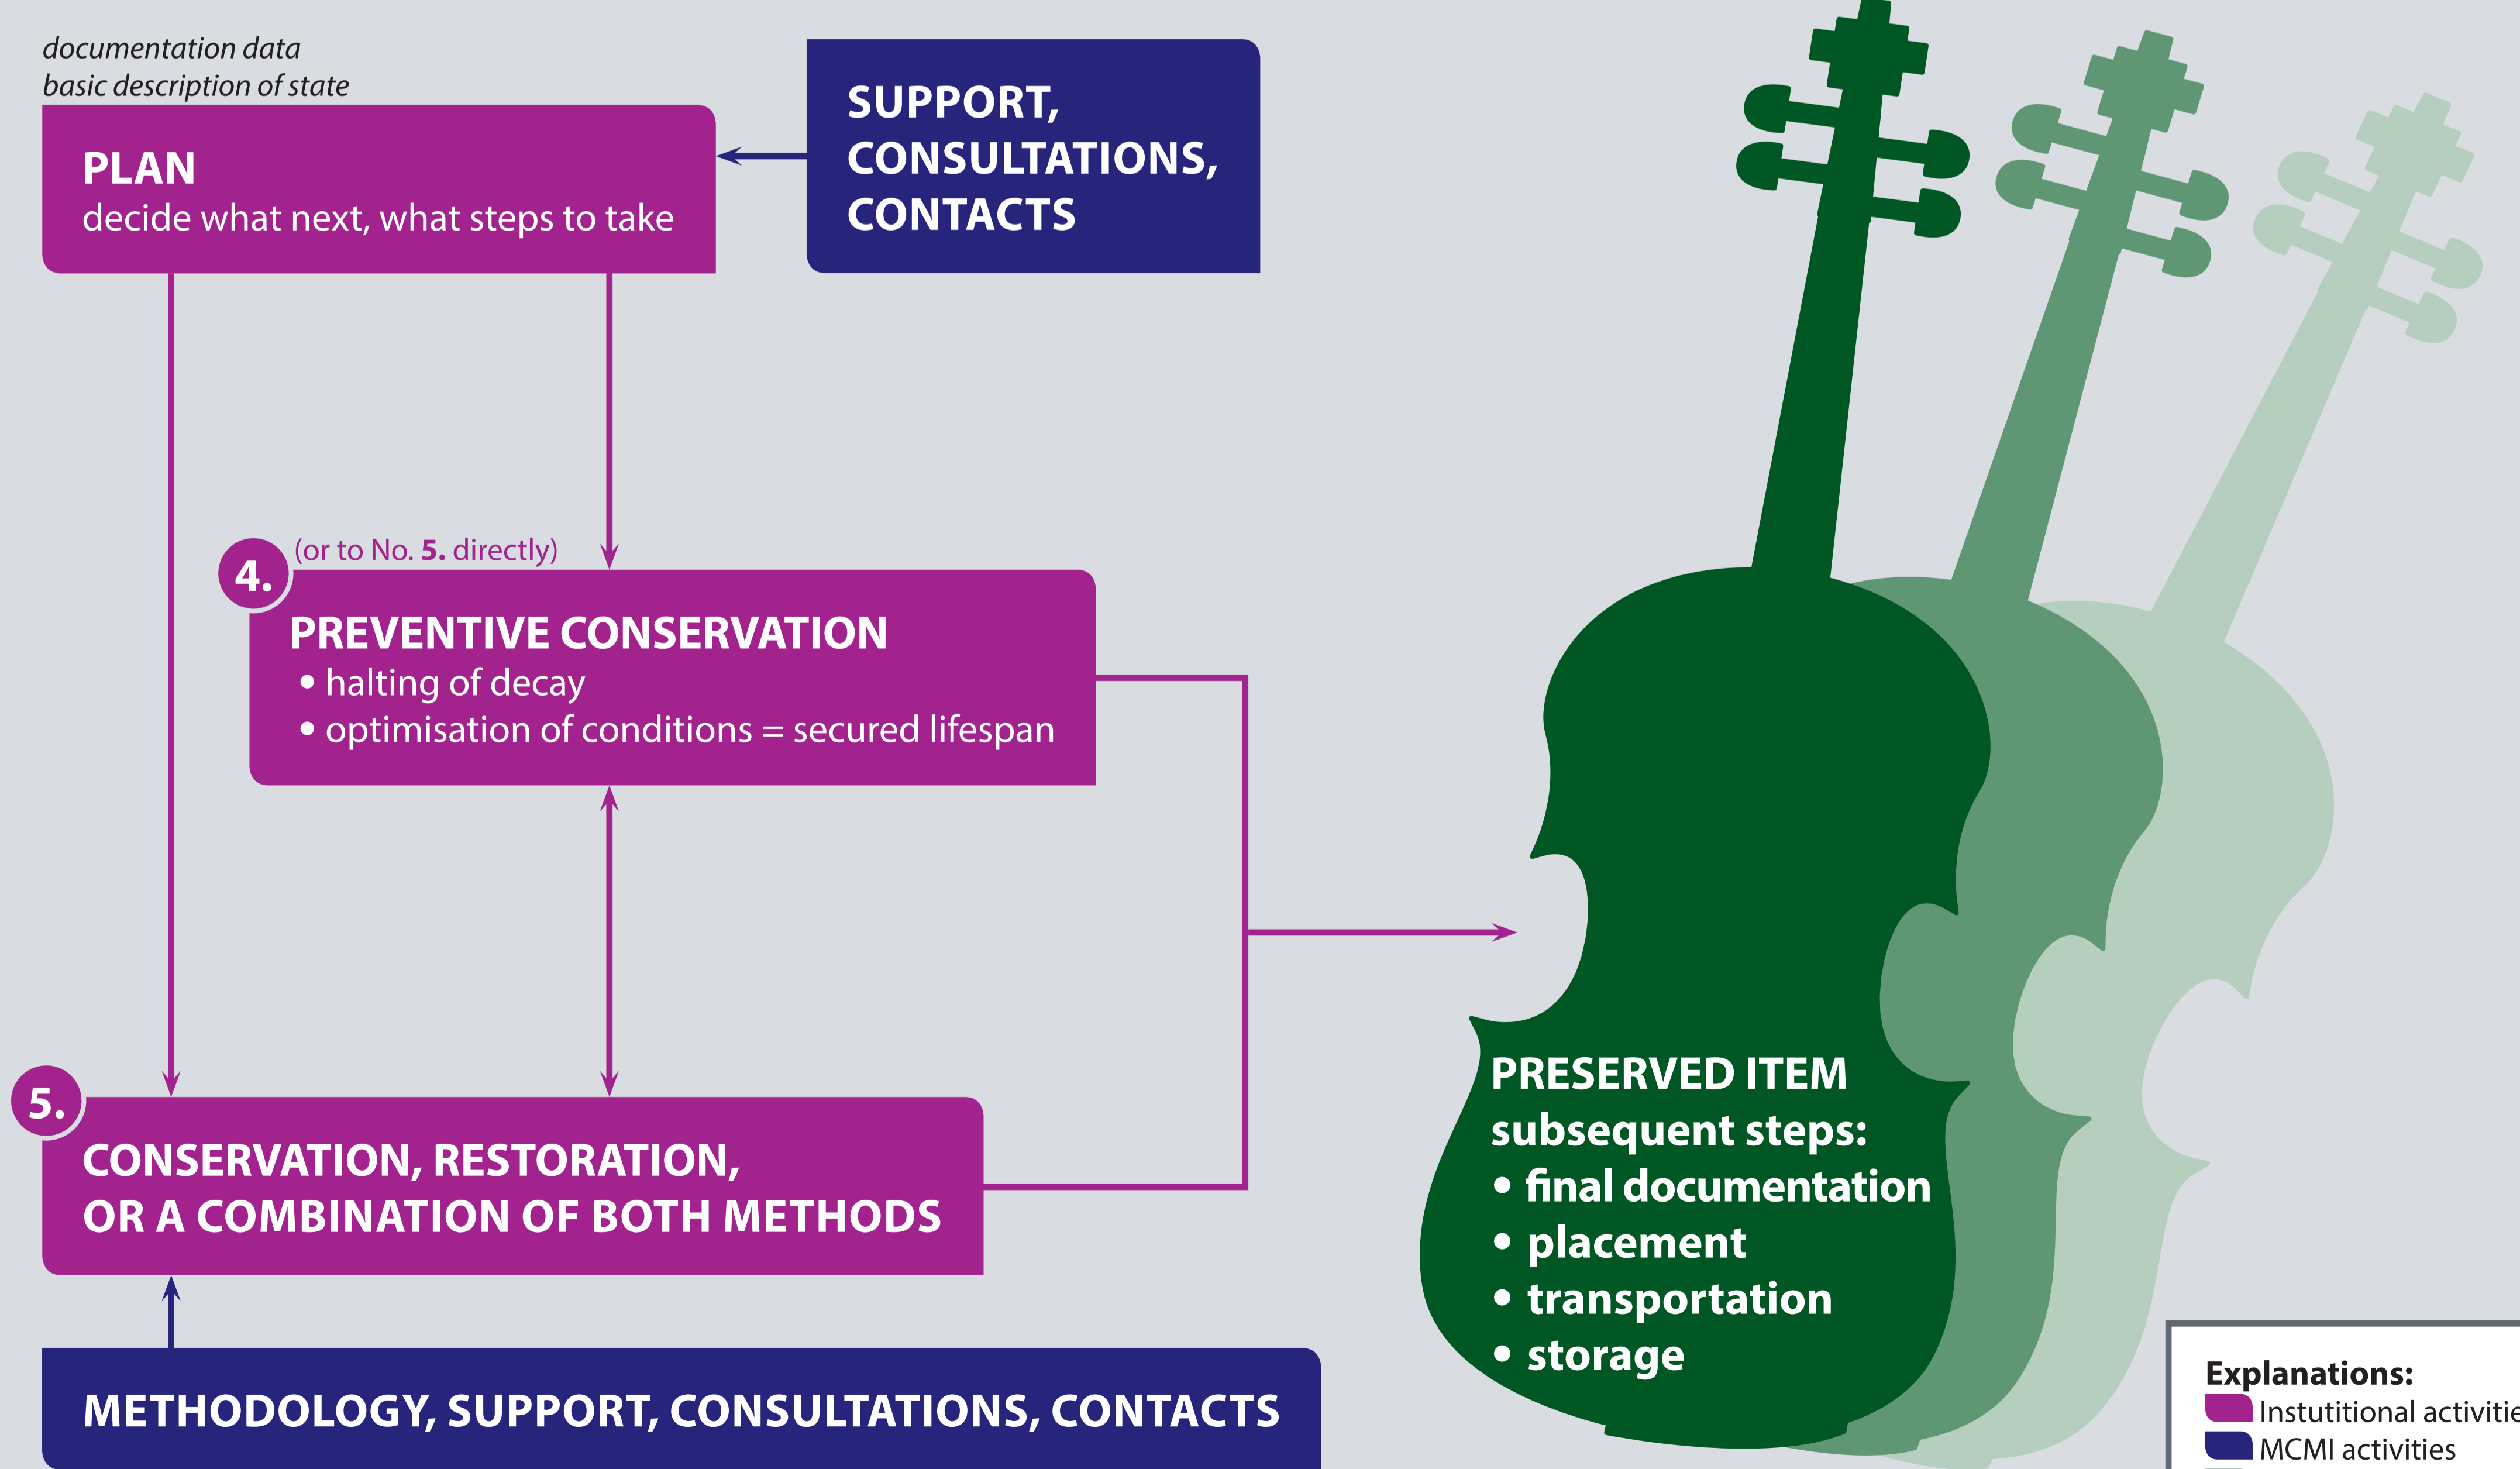 documentation data
basic description of state
PLAN
decide what next, what steps to take
SUPPORT,
CONSULTATIONS,
CONTACTS
4.
(or to No. 5. directly)
PREVENTIVE CONSERVATION
• halting of decay
• optimisation of conditions = secured lifespan
5.
CONSERVATION, RESTORATION,
OR A COMBINATION OF BOTH METHODS
METHODOLOGY, SUPPORT, CONSULTATIONS, CONTACTS
PRESERVED ITEM
subsequent steps:
• final documentation
• placement
• transportation
• storage
Explanations:
Instutitional
MCMI activities